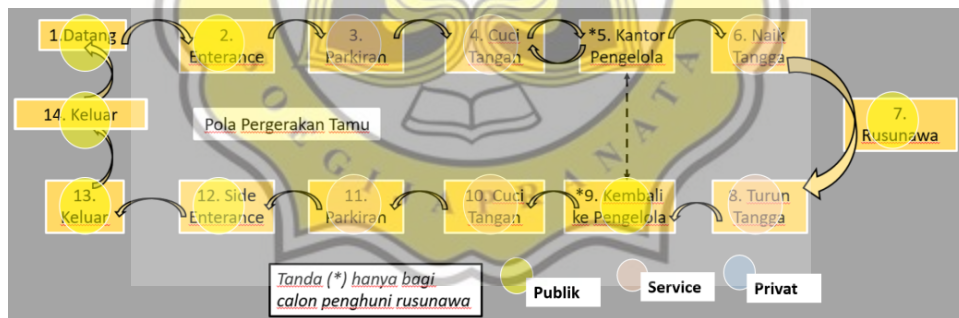 1.Datang
2.
Enterance
3.
Parkiran
4. Cuci
Tangan
*5. Kantor
Pengelola
6. Naik
Tangga
7.
Rusunawa
14. Keluar
Pola Pergerakan Tamu
13.
Keluar
12. Side
Enterance
11.
Parkiran
10. Cuci
Tangan
*9. Kembali
ke Pengelola
8. Turun
Tangga
Tanda (*) hanya bagi
calon penghuni rusunawa
Publik
Service
Privat